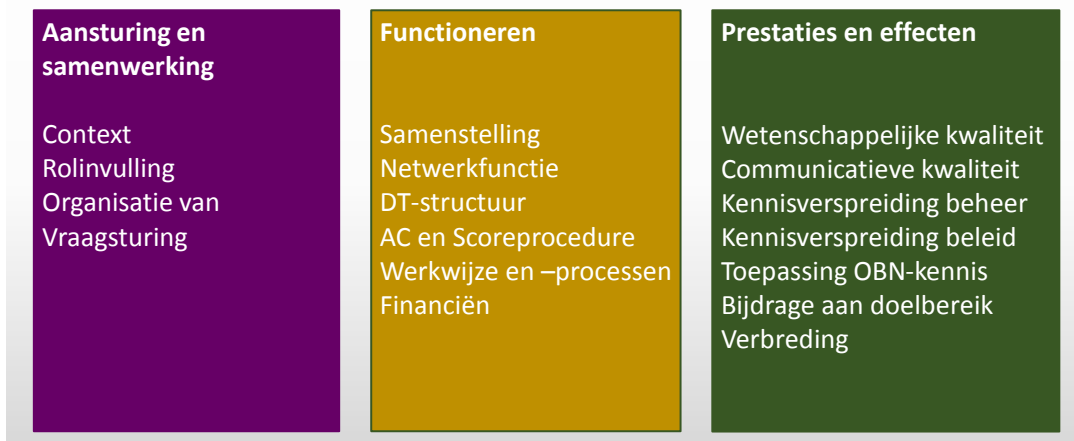 Aansturing en
samenwerking
Context
Rolinvulling
Organisatie van
Vraagsturing
Functioneren
Samenstelling
Netwerkfunctie
DT-structuur
AC en Scoreprocedure
Werkwijze en –processen
Financiën
Prestaties en effecten
Wetenschappelijke kwaliteit
Communicatieve kwaliteit
Kennisverspreiding beheer
Kennisverspreiding beleid
Toepassing OBN-kennis
Bijdrage aan doelbereik
Verbreding